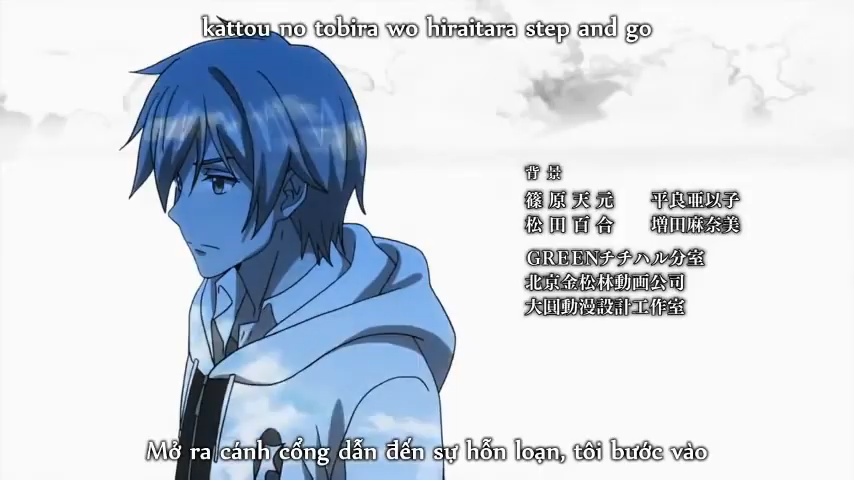 kattou no tobira wo hiraitara step and go
背景
篠原天元 平良亜以子
松田百合 増田麻奈美
GREENチチハル分室
北京金松林動画公司
大国動漫設計工作室
Mở ra cánh cổng dẫn đến sự hỗn loạn, tôi bước vào